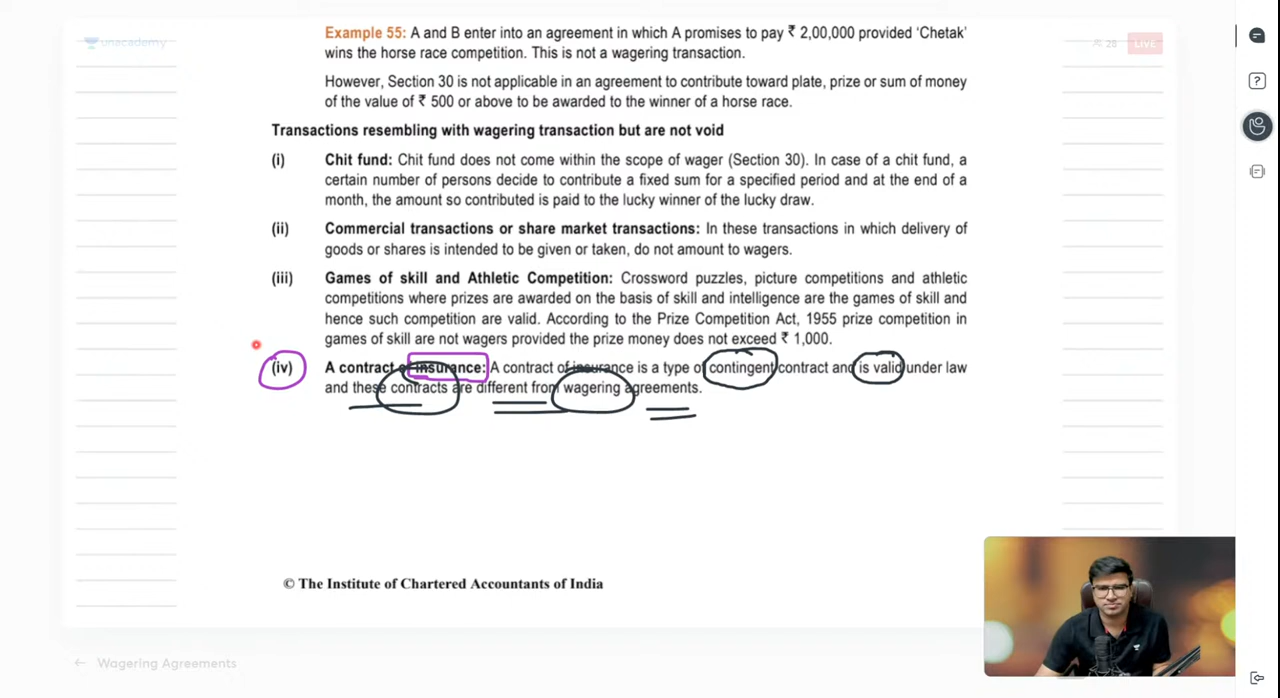 Example 55: A and B enter into an agreement in which A promises to pay ₹ 2,00,000 provided ‘Chetak’
wins the horse race competition. This is not a wagering transaction.
unacademy
28 LIVE
However, Section 30 is not applicable in an agreement to contribute toward plate, prize or sum of money
of the value of ₹ 500 or above to be awarded to the winner of a horse race.
Transactions resembling with wagering transaction but are not void
(i) Chit fund: Chit fund does not come within the scope of wager (Section 30). In case of a chit fund, a
certain number of persons decide to contribute a fixed sum for a specified period and at the end of a
month, the amount so contributed is paid to the lucky winner of the lucky draw.
(ii) Commercial transactions or share market transactions: In these transactions in which delivery of
goods or shares is intended to be given or taken, do not amount to wagers.
(iii) Games of skill and Athletic Competition: Crossword puzzles, picture competitions and athletic
competitions where prizes are awarded on the basis of skill and intelligence are the games of skill and
hence such competition are valid. According to the Prize Competition Act, 1955 prize competition in
games of skill are not wagers provided the prize money does not exceed ₹ 1,000.
(iv) A contract of insurance: A contract of insurance is a type of contingent contract and is valid under law
and these contracts are different from wagering agreements.
© The Institute of Chartered Accountants of India
← Wagering Agreements